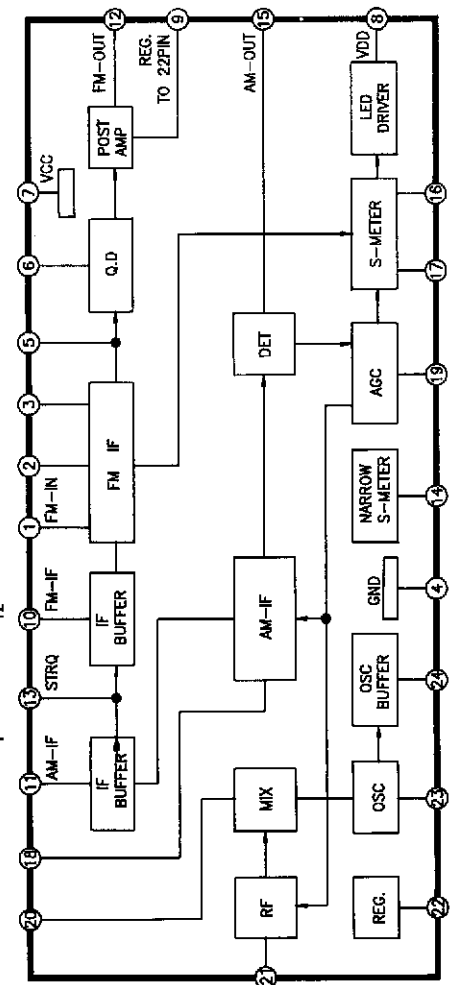 20
18
11
13
10
1
2
3
5
6
7
AM-IF
STRQ
FM-IF
FM-IN
VCC
IF
BUFFER
IF
BUFFER
FM IF
Q.D
POST
AMP
FM-OUT
12
REG.
TO 22PIN
9
MIX
AM-IF
DET
AM-OUT
15
21
RF
REG.
OSC
OSC
BUFFER
GND
NARROW
S-METER
AGC
S-METER
LED
DRIVER
VDD
8
22
23
24
4
14
19
17
16